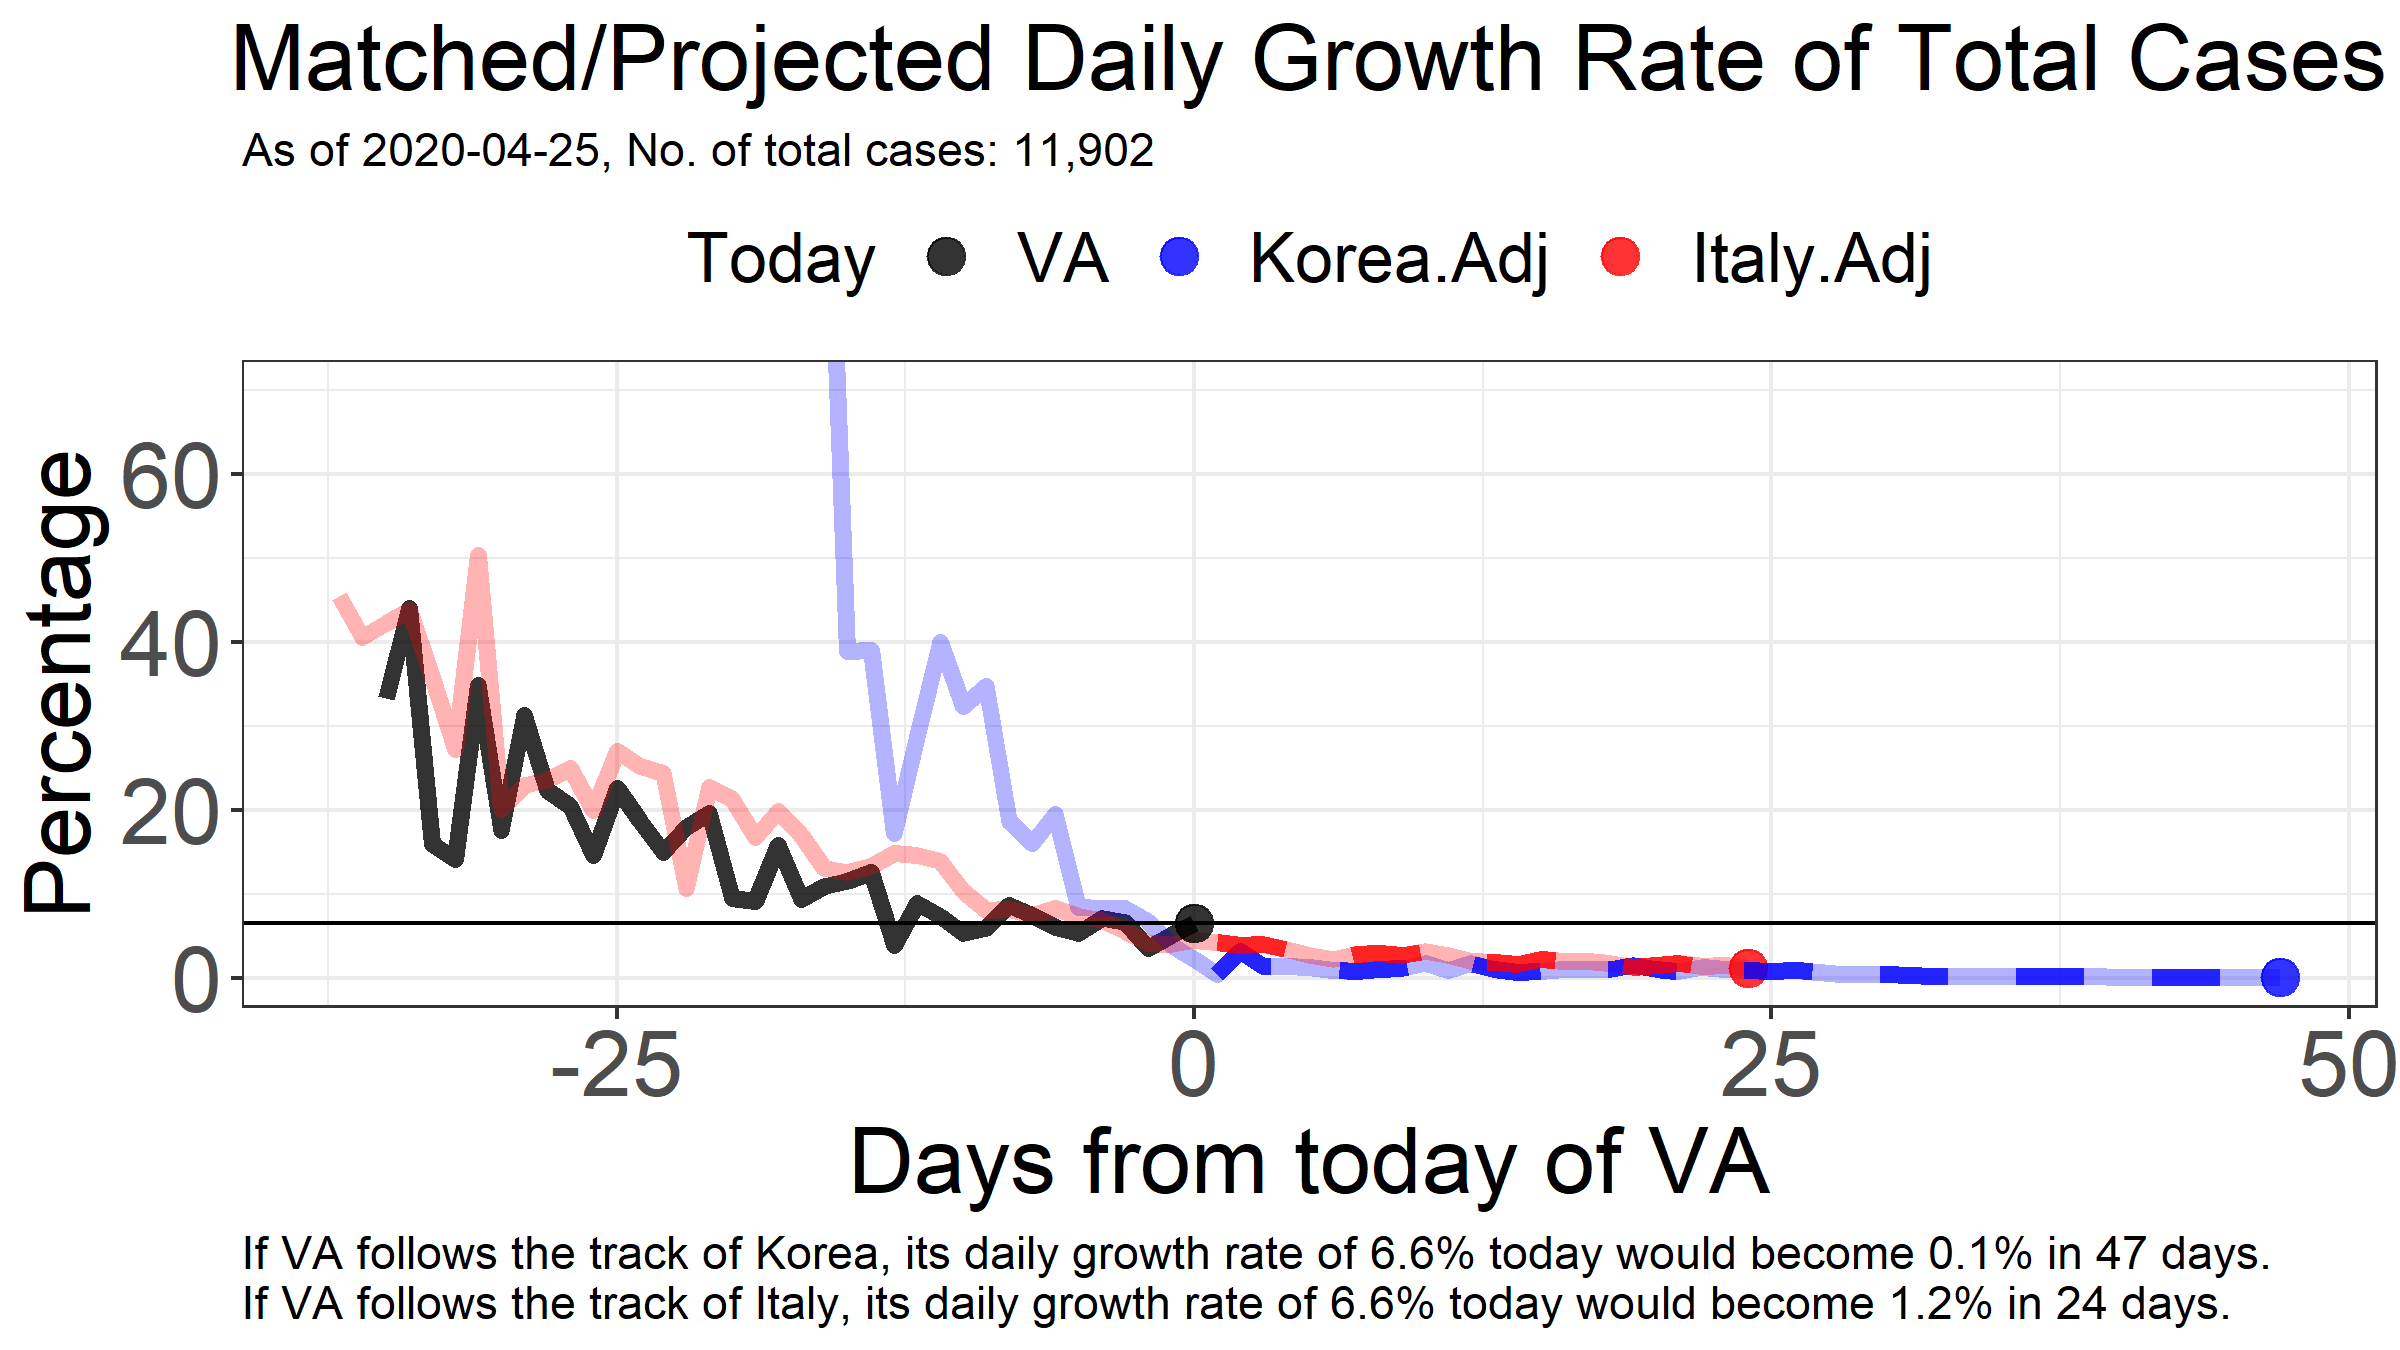 Matched/Projected Daily Growth Rate of Total Cases
As of 2020-04-25, No. of total cases: 11,902
Today VA Korea.Adj Italy.Adj
Percentage
60
40
20
0
-25 0 25 50
Days from today of VA
If VA follows the track of Korea, its daily growth rate of 6.6% today would become 0.1% in 47 days.
If VA follows the track of Italy, its daily growth rate of 6.6% today would become 1.2% in 24 days.